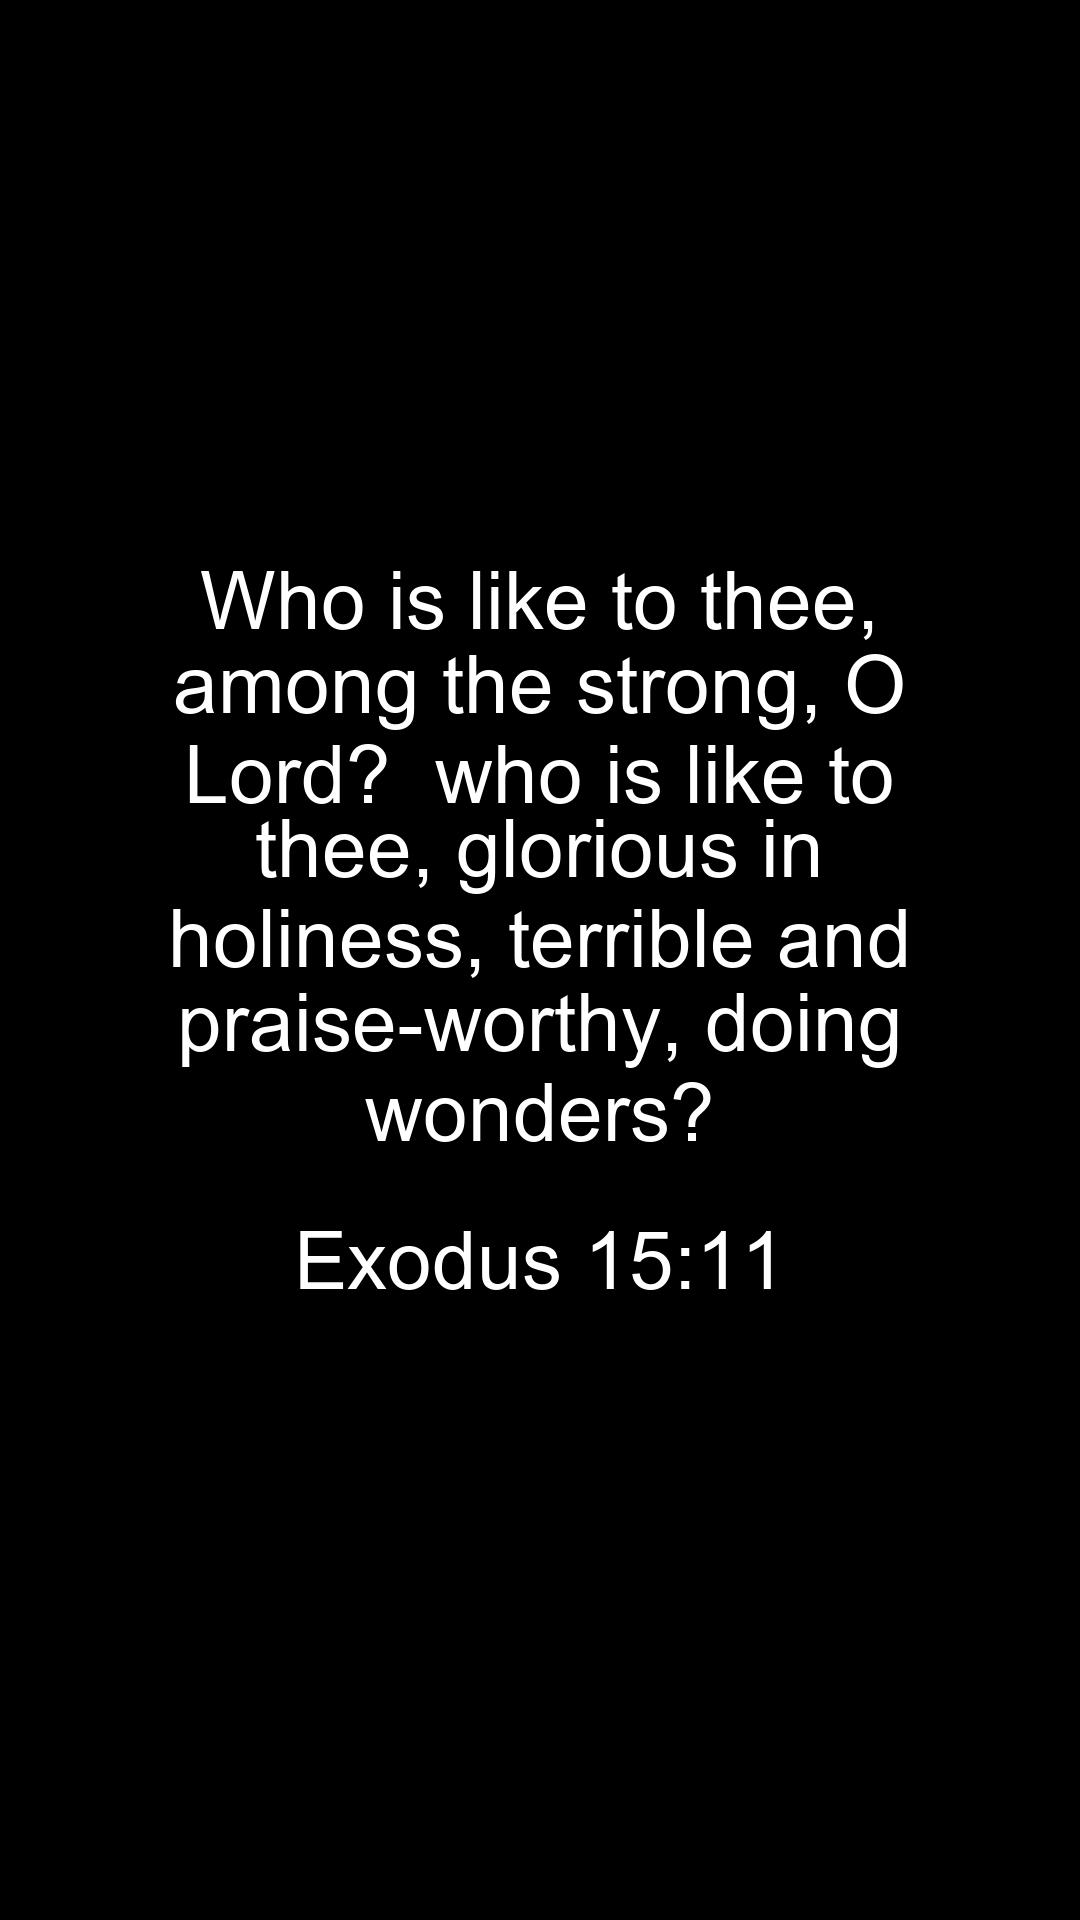 Who is like to thee,
among the strong, O
Lord?  who is like to
thee, glorious in
holiness, terrible and
praise-worthy, doing
wonders?
Exodus 15:11